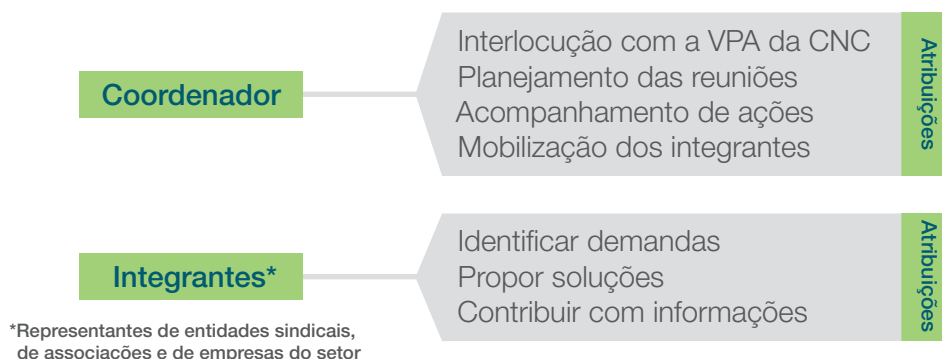 Coordenador
Interlocução com a VPA da CNC
Planejamento das reuniões
Acompanhamento de ações
Mobilização dos integrantes
Atribuições
Integrantes*
Identificar demandas
Propor soluções
Contribuir com informações
Atribuições
*Representantes de entidades sindicais,
de associações e de empresas do setor